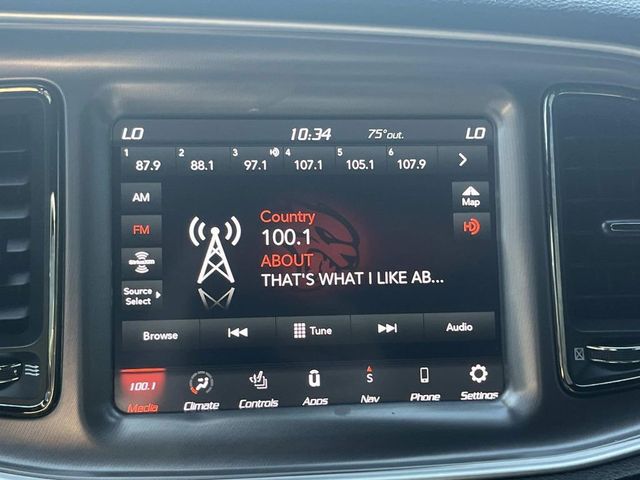 LO 10:34 75°out. LO
1 87.9 2 88.1 3 97.1 4 107.1 5 105.1 6 107.9
AM
Map
Country
FM
100.1
ABOUT
SiriusXM
THAT'S WHAT I LIKE AB...
Source
Select
Browse Tune Audio
100.1 S
Media Climate Controls Apps Nav Phone Settings